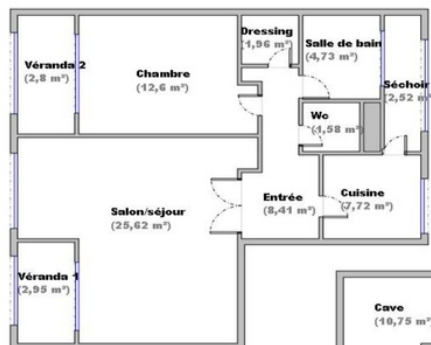 Dressing
(1,96 m²)
Véranda 2
(2,8 m²)
Chambre
(12,6 m²)
Salle de bain
(4,73 m²)
Séchoir
(2,52 m²)
Wc
(1,58 m²)
Entrée
(8,41 m²)
Cuisine
(7,72 m²)
Salon/séjour
(25,62 m²)
Véranda 1
(2,95 m²)
Cave
(10,75 m²)